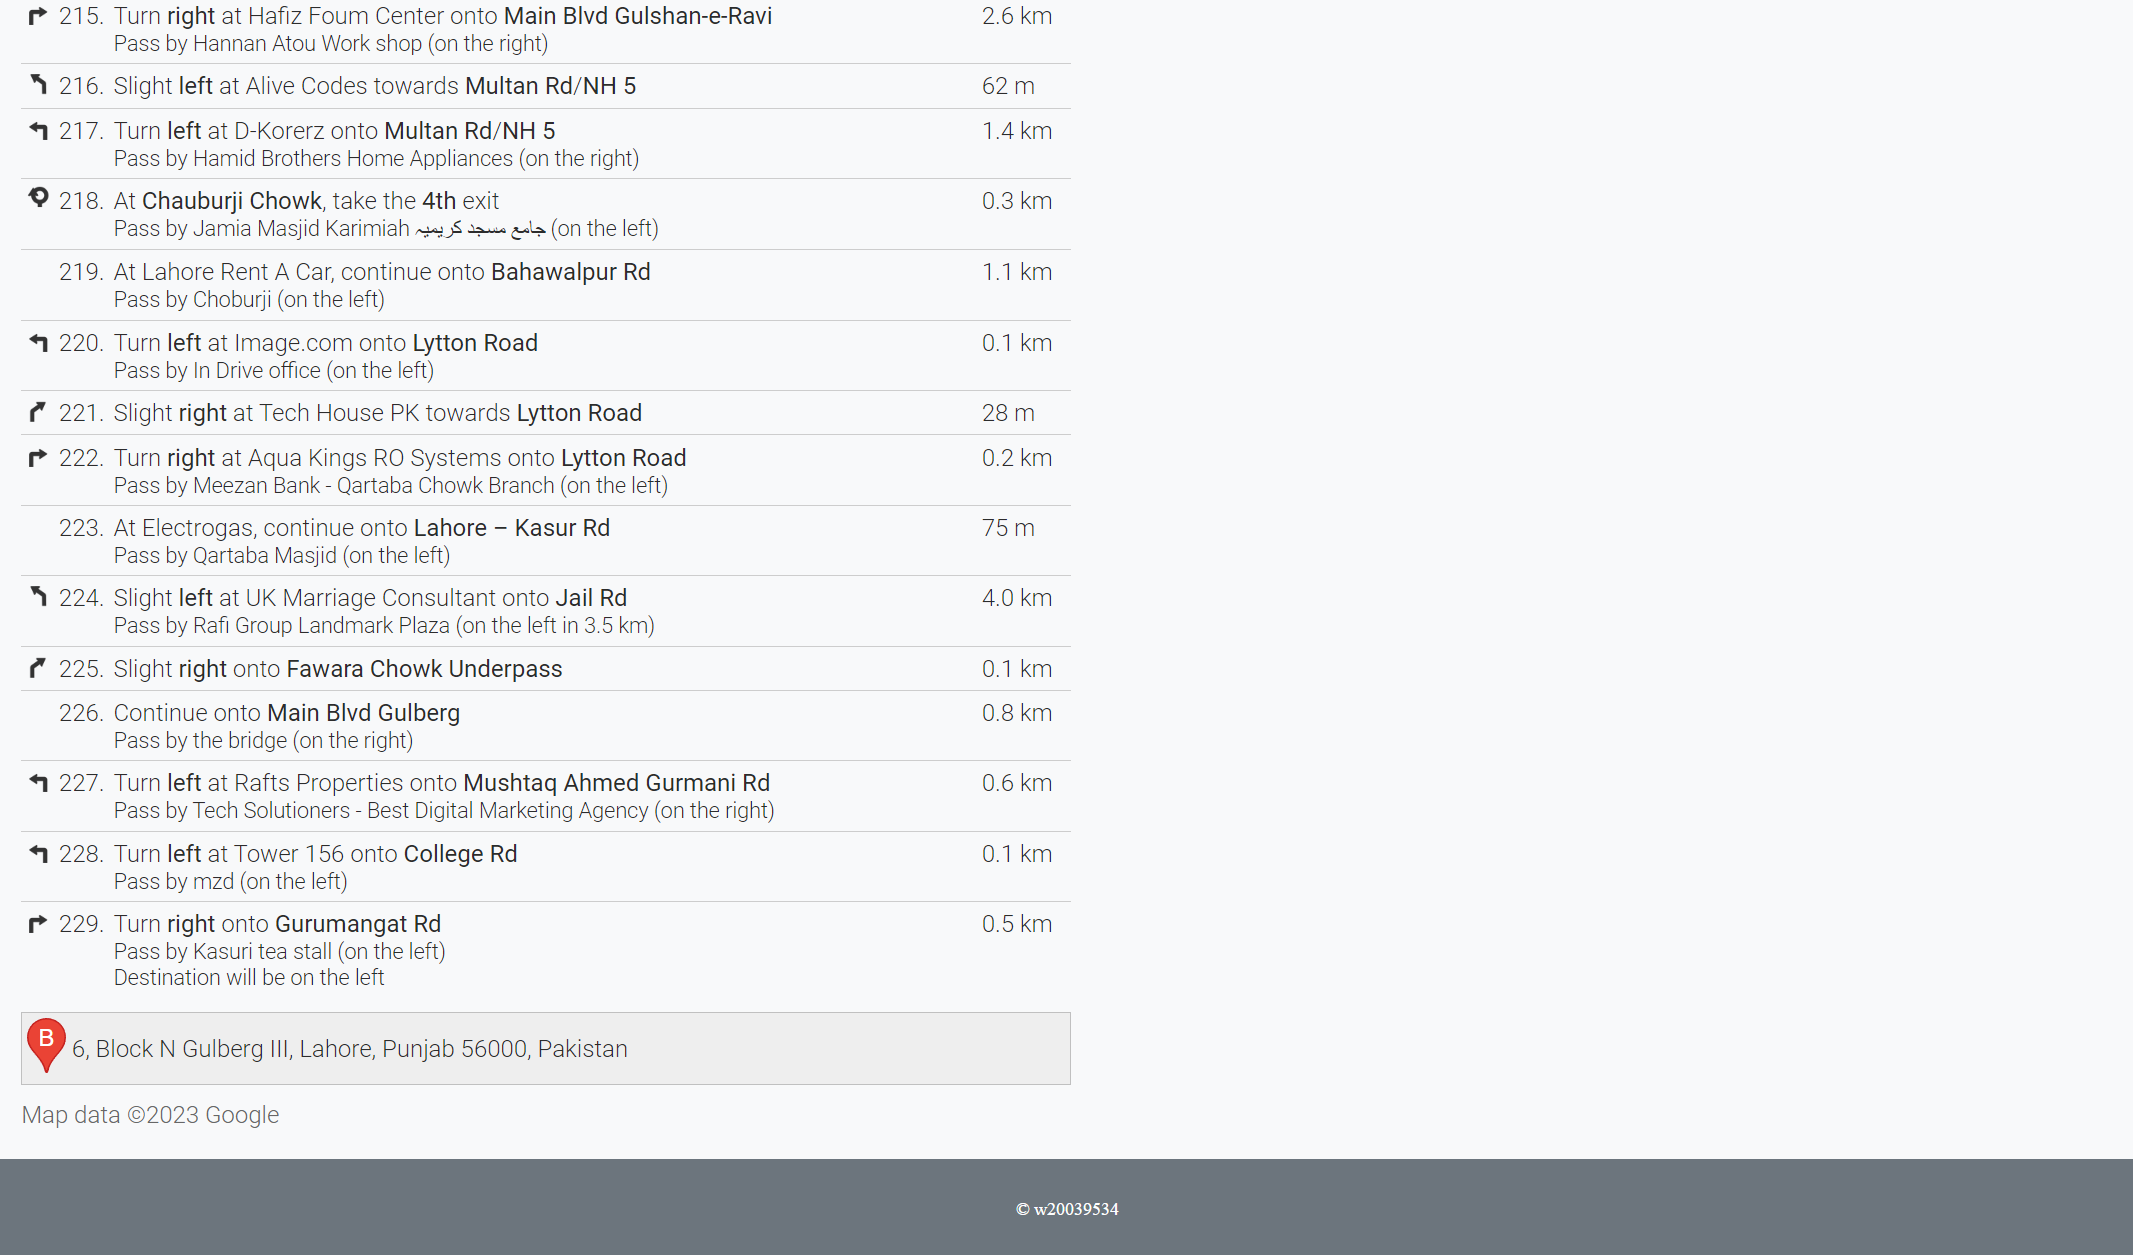 215. Turn right at Hafiz Foum Center onto Main Blvd Gulshan-e-Ravi 2.6 km
Pass by Hannan Atou Work shop (on the right)
216. Slight left at Alive Codes towards Multan Rd/NH 5 62 m
217. Turn left at D-Korerz onto Multan Rd/NH 5 1.4 km
Pass by Hamid Brothers Home Appliances (on the right)
218. At Chauburji Chowk, take the 4th exit 0.3 km
Pass by Jamia Masjid Karimiah جامع مسجد کریمیہ (on the left)
219. At Lahore Rent A Car, continue onto Bahawalpur Rd 1.1 km
Pass by Choburji (on the left)
220. Turn left at Image.com onto Lytton Road 0.1 km
Pass by In Drive office (on the left)
221. Slight right at Tech House PK towards Lytton Road 28 m
222. Turn right at Aqua Kings RO Systems onto Lytton Road 0.2 km
Pass by Meezan Bank - Qartaba Chowk Branch (on the left)
223. At Electrogas, continue onto Lahore – Kasur Rd 75 m
Pass by Qartaba Masjid (on the left)
224. Slight left at UK Marriage Consultant onto Jail Rd 4.0 km
Pass by Rafi Group Landmark Plaza (on the left in 3.5 km)
225. Slight right onto Fawara Chowk Underpass 0.1 km
226. Continue onto Main Blvd Gulberg 0.8 km
Pass by the bridge (on the right)
227. Turn left at Rafts Properties onto Mushtaq Ahmed Gurmani Rd 0.6 km
Pass by Tech Solutioners - Best Digital Marketing Agency (on the right)
228. Turn left at Tower 156 onto College Rd 0.1 km
Pass by mzd (on the left)
229. Turn right onto Gurumangat Rd 0.5 km
Pass by Kasuri tea stall (on the left)
Destination will be on the left
B 6, Block N Gulberg III, Lahore, Punjab 56000, Pakistan
Map data ©2023 Google
© w20039534